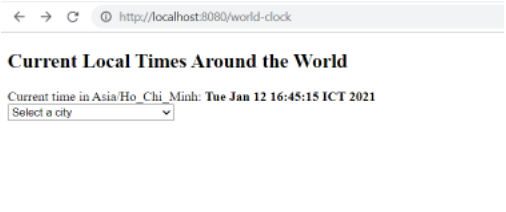 http://localhost:8080/world-clock
Current Local Times Around the World
Current time in Asia/Ho_Chi_Minh: Tue Jan 12 16:45:15 ICT 2021
Select a city